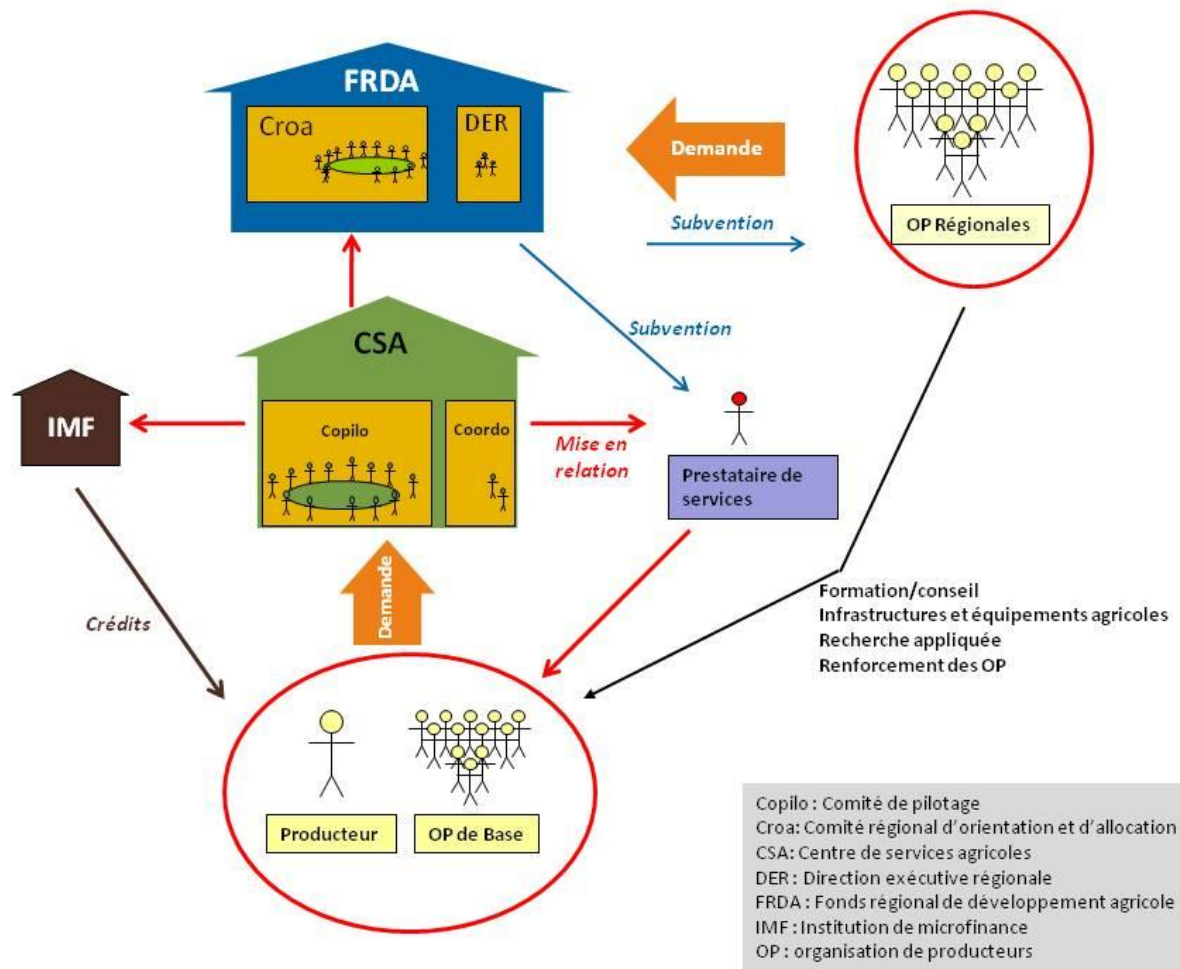 FRDA
Croa
DER
Demande
Subvention
OP Régionales
Subvention
CSA
IMF
Copilo
Coordo
Mise en
relation
Prestataire de
services
Demande
Crédits
Formation/conseil
Infrastructures et équipements agricoles
Recherche appliquée
Renforcement des OP
Producteur
OP de Base
Copilo : Comité de pilotage
Croa: Comité régional d'orientation et d'allocation
CSA: Centre de services agricoles
DER : Direction exécutive régionale
FRDA : Fonds régional de développement agricole
IMF : Institution de microfinance
OP : organisation de producteurs